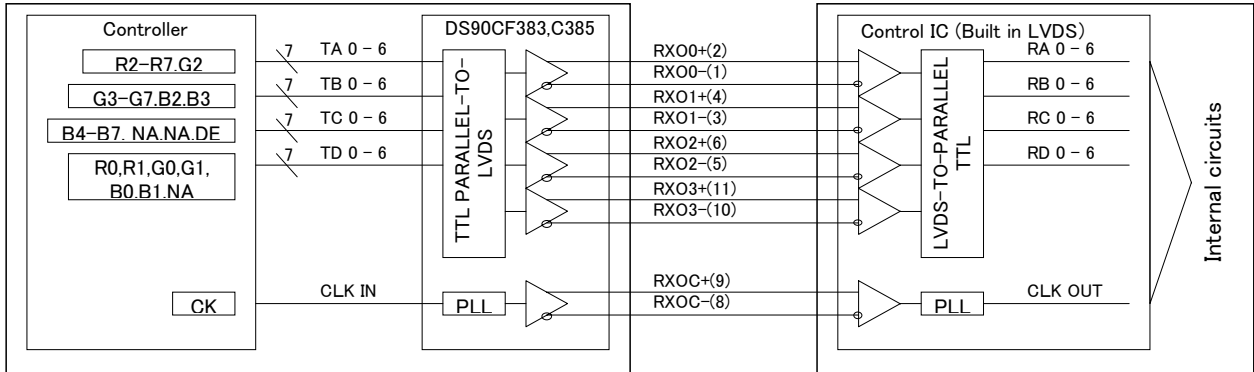 Controller
R2-R7.G2
G3-G7.B2.B3
B4-B7. NA.NA.DE
R0,R1,G0,G1,
B0.B1.NA
CK
7 TA 0 - 6
7 TB 0 - 6
7 TC 0 - 6
7 TD 0 - 6
CLK IN
DS90CF383,C385
TTL PARALLEL-TO-
LVDS
PLL
RXO0+(2)
RXO0-(1)
RXO1+(4)
RXO1-(3)
RXO2+(6)
RXO2-(5)
RXO3+(11)
RXO3-(10)
RXOC+(9)
RXOC-(8)
Control IC (Built in LVDS)
LVDS-TO-PARALLEL
TTL
PLL
RA 0 - 6
RB 0 - 6
RC 0 - 6
RD 0 - 6
CLK OUT
Internal circuits